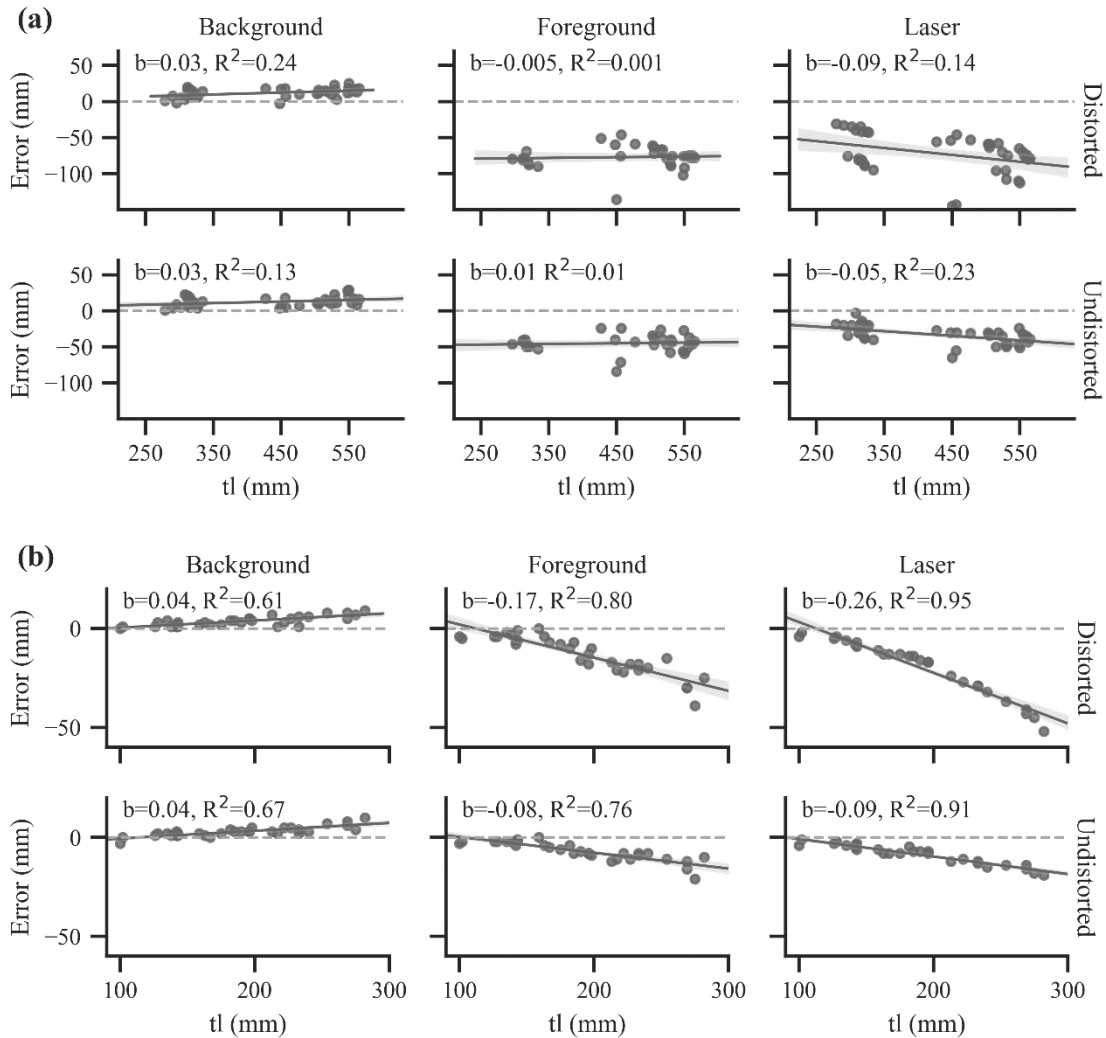 (a)
Background Foreground Laser
b=0.03, R²=0.24 b=-0.005, R²=0.001 b=-0.09, R²=0.14
Error (mm)
50
0
−50
−100
Distorted
b=0.03, R²=0.13 b=0.01 R²=0.01 b=-0.05, R²=0.23
Error (mm)
50
0
−50
−100
Undistorted
250 350 450 550 250 350 450 550 250 350 450 550
tl (mm) tl (mm) tl (mm)
(b)
Background Foreground Laser
b=0.04, R²=0.61 b=-0.17, R²=0.80 b=-0.26, R²=0.95
Error (mm)
0
−50
Distorted
b=0.04, R²=0.67 b=-0.08, R²=0.76 b=-0.09, R²=0.91
Error (mm)
0
−50
Undistorted
100 200 300 100 200 300 100 200 300
tl (mm) tl (mm) tl (mm)